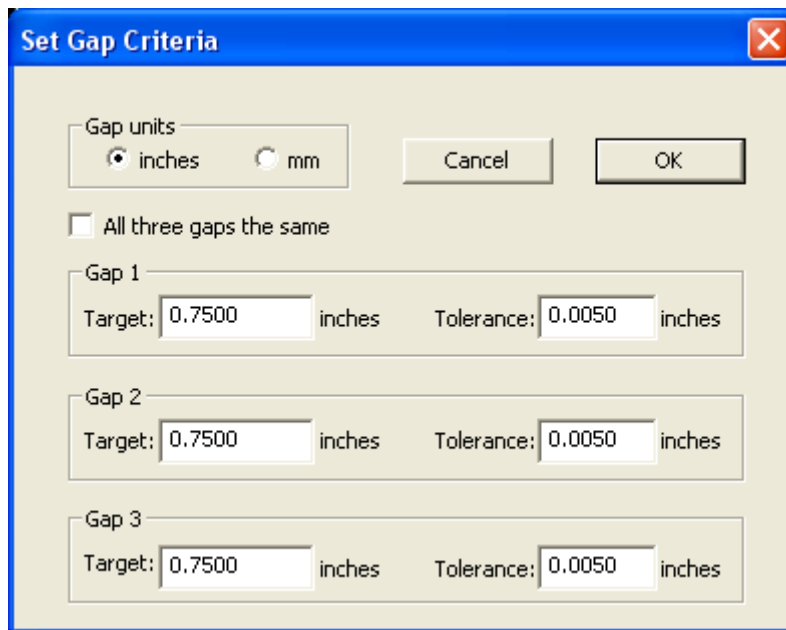 Set Gap Criteria
Gap units
inches mm
Cancel
OK
All three gaps the same
Gap 1
Target: 0.7500 inches Tolerance: 0.0050 inches
Gap 2
Target: 0.7500 inches Tolerance: 0.0050 inches
Gap 3
Target: 0.7500 inches Tolerance: 0.0050 inches